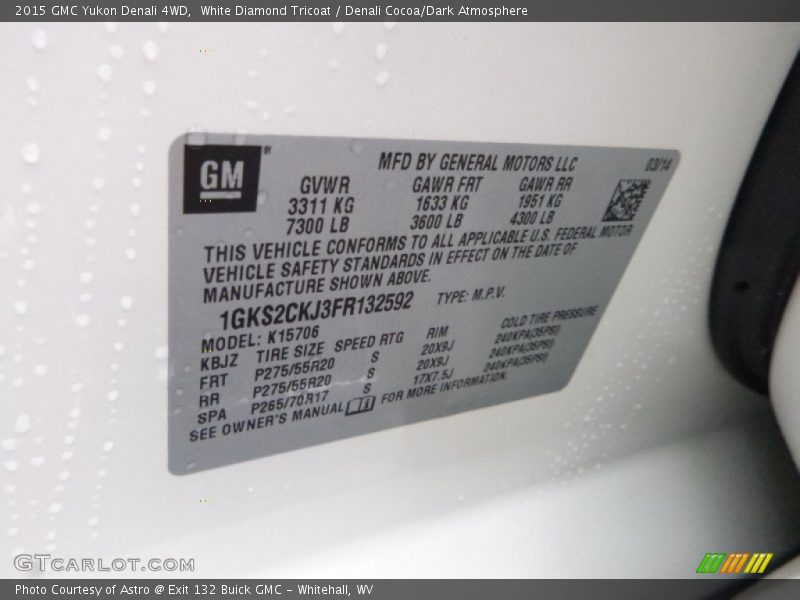 2015 GMC Yukon Denali 4WD,  White Diamond Tricoat / Denali Cocoa/Dark Atmosphere
GM®
MFD BY GENERAL MOTORS LLC 03/14
GVWR GAWR FRT GAWR RR
3311 KG 1633 KG 1951 KG
7300 LB 3600 LB 4300 LB
THIS VEHICLE CONFORMS TO ALL APPLICABLE U.S. FEDERAL MOTOR
VEHICLE SAFETY STANDARDS IN EFFECT ON THE DATE OF
MANUFACTURE SHOWN ABOVE.
1GKS2CKJ3FR132592 TYPE: M.P.V.
MODEL: K15706
KBJZ TIRE SIZE SPEED RTG RIM COLD TIRE PRESSURE
FRT P275/55R20 S 20X9J 240KPA(35PSI)
RR P275/55R20 S 20X9J 240KPA(35PSI)
SPA P265/70R17 S 17X7.5J 240KPA(35PSI)
SEE OWNER'S MANUAL FOR MORE INFORMATION.
GTCARLOT.COM
Photo Courtesy of Astro @ Exit 132 Buick GMC – Whitehall, WV